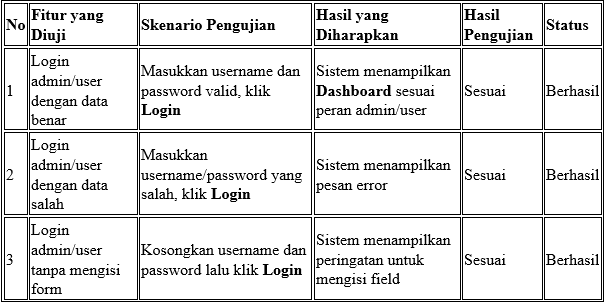 No Fitur yang Diuji Skenario Pengujian Hasil yang Diharapkan Hasil Pengujian Status
1 Login admin/user dengan data benar Masukkan username dan password valid, klik Login Sistem menampilkan Dashboard sesuai peran admin/user Sesuai Berhasil
2 Login admin/user dengan data salah Masukkan username/password yang salah, klik Login Sistem menampilkan pesan error Sesuai Berhasil
3 Login admin/user tanpa mengisi form Kosongkan username dan password lalu klik Login Sistem menampilkan peringatan untuk mengisi field Sesuai Berhasil